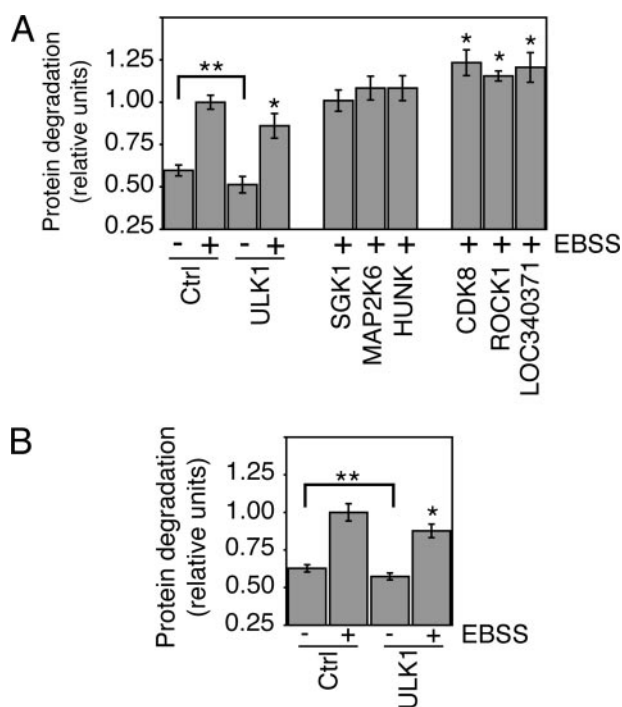 A
Protein degradation
(relative units)
1.25
1.00
0.75
0.50
0.25
**
*
* * *
- + - + + + + + + + EBSS
Ctrl
ULK1
SGK1
MAP2K6
HUNK
CDK8
ROCK1
LOC340371
B
Protein degradation
(relative units)
1.25
1.00
0.75
0.50
0.25
**
*
- + - + EBSS
Ctrl
ULK1